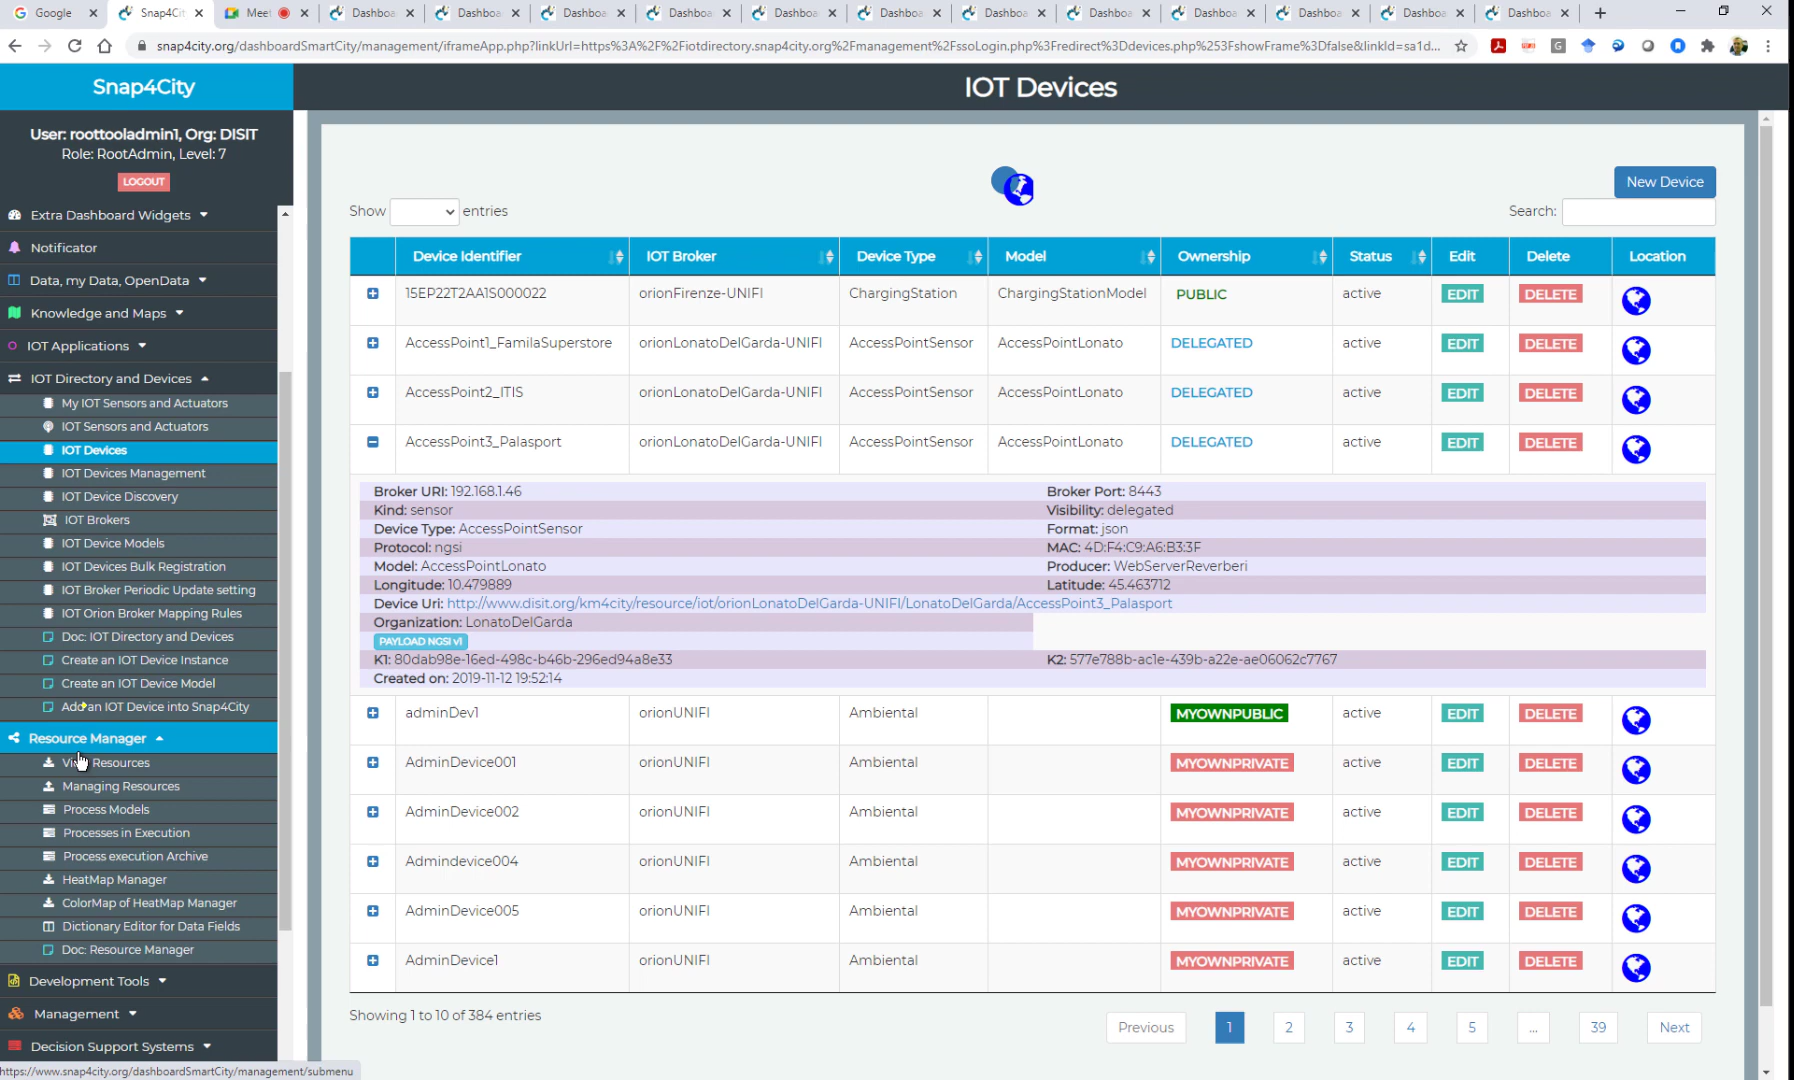 Google
Snap4Cit
Meet
Dashboa
Dashboa
Dashboa
Dashboa
Dashboa
Dashboa
Dashboa
Dashboa
Dashboa
Dashboa
Dashboa
Dashboa
snap4city.org/dashboardSmartCity/management/iframeApp.php?linkUrl=https%3A%2F%2Fiotdirectory.snap4city.org%2Fmanagement%2FssoLogin.php%3Fredirect%3Ddevices.php%253FshowFrame%3Dfalse&linkId=sa1d...
Snap4City
IOT Devices
User: roottooladmin1, Org: DISIT
Role: RootAdmin, Level: 7
LOGOUT
Extra Dashboard Widgets
Notificator
Data, my Data, OpenData
Knowledge and Maps
IOT Applications
IOT Directory and Devices
My IOT Sensors and Actuators
IOT Sensors and Actuators
IOT Devices
IOT Devices Management
IOT Device Discovery
IOT Brokers
IOT Device Models
IOT Devices Bulk Registration
IOT Broker Periodic Update setting
IOT Orion Broker Mapping Rules
Doc: IOT Directory and Devices
Create an IOT Device Instance
Create an IOT Device Model
Add an IOT Device into Snap4City
Resource Manager
Resources
Managing Resources
Process Models
Processes in Execution
Process execution Archive
HeatMap Manager
ColorMap of HeatMap Manager
Dictionary Editor for Data Fields
Doc: Resource Manager
Development Tools
Management
Decision Support Systems
https://www.snap4city.org/dashboardSmartCity/management/submenu
New Device
Show entries
Search:
Device Identifier IOT Broker Device Type Model Ownership Status Edit Delete Location
15EP22T2AA1S000022 orionFirenze-UNIFI ChargingStation ChargingStationModel PUBLIC active EDIT DELETE
AccessPoint1_FamilaSuperstore orionLonatoDelGarda-UNIFI AccessPointSensor AccessPointLonato DELEGATED active EDIT DELETE
AccessPoint2_ITIS orionLonatoDelGarda-UNIFI AccessPointSensor AccessPointLonato DELEGATED active EDIT DELETE
AccessPoint3_Palasport orionLonatoDelGarda-UNIFI AccessPointSensor AccessPointLonato DELEGATED active EDIT DELETE
Broker URI: 192.168.1.46 Broker Port: 8443
Kind: sensor Visibility: delegated
Device Type: AccessPointSensor Format: json
Protocol: ngsi MAC: 4D:F4:C9:A6:B3:3F
Model: AccessPointLonato Producer: WebServerReverberi
Longitude: 10.479889 Latitude: 45.463712
Device Uri: http://www.disit.org/km4city/resource/iot/orionLonatoDelGarda-UNIFI/LonatoDelGarda/AccessPoint3_Palasport
Organization: LonatoDelGarda
PAYLOAD NGSI v1
K1: 80dab98e-16ed-498c-b46b-296ed94a8e33 K2: 577e788b-ac1e-439b-a22e-ae06062c7767
Created on: 2019-11-12 19:52:14
adminDev1 orionUNIFI Ambiental MYOWNPUBLIC active EDIT DELETE
AdminDevice001 orionUNIFI Ambiental MYOWNPRIVATE active EDIT DELETE
AdminDevice002 orionUNIFI Ambiental MYOWNPRIVATE active EDIT DELETE
Admindevice004 orionUNIFI Ambiental MYOWNPRIVATE active EDIT DELETE
AdminDevice005 orionUNIFI Ambiental MYOWNPRIVATE active EDIT DELETE
AdminDevice1 orionUNIFI Ambiental MYOWNPRIVATE active EDIT DELETE
Showing 1 to 10 of 384 entries
Previous 1 2 3 4 5 ... 39 Next